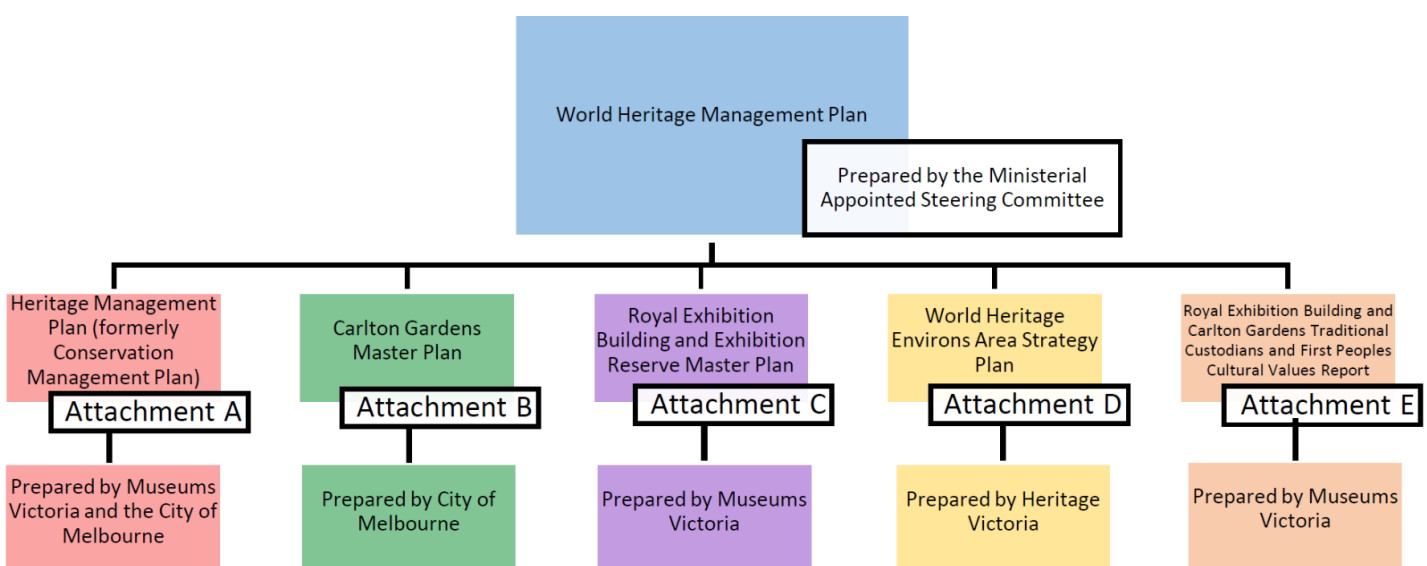 World Heritage Management Plan
Prepared by the Ministerial
Appointed Steering Committee
Heritage Management
Plan (formerly
Conservation
Management Plan)
Attachment A
Prepared by Museums
Victoria and the City of
Melbourne
Carlton Gardens
Master Plan
Attachment B
Prepared by City of
Melbourne
Royal Exhibition
Building and Exhibition
Reserve Master Plan
Attachment C
Prepared by Museums
Victoria
World Heritage
Environs Area Strategy
Plan
Attachment D
Prepared by Heritage
Victoria
Royal Exhibition Building and
Carlton Gardens Traditional
Custodians and First Peoples
Cultural Values Report
Attachment E
Prepared by Museums
Victoria